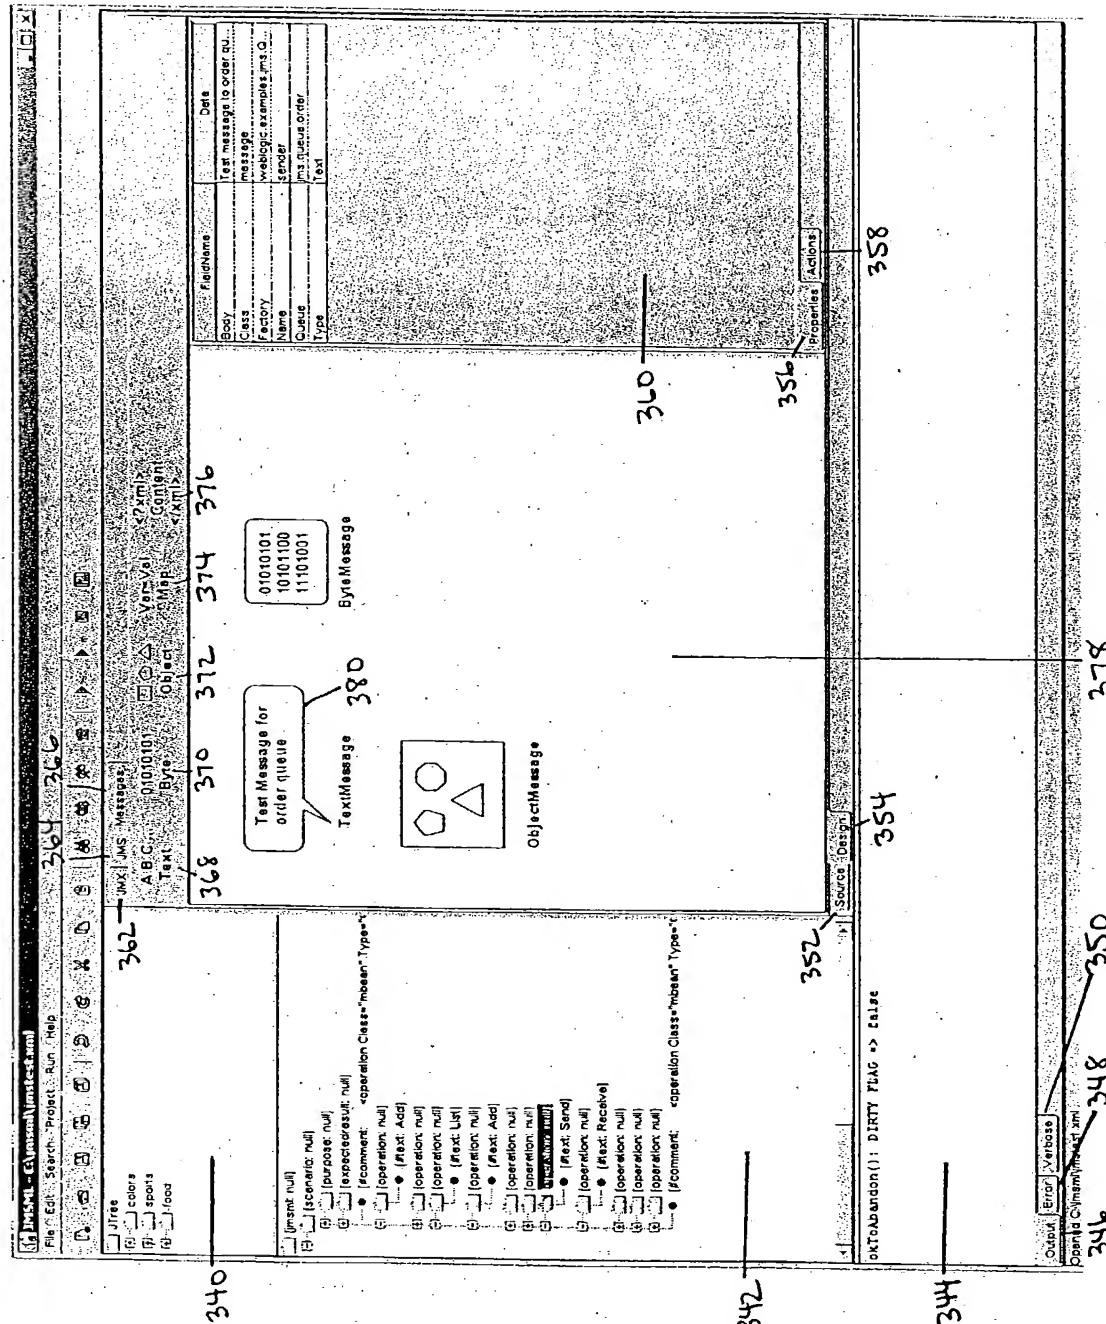 JMSML - C:\jmsml\jmstest.xml
File Edit Search Project Run Help
364 366
362
JMX JMS Messages
JTree
colors
sports
food
340
A B C... 01010101 Var=Val <?xml>
Text Byte Object Map Content
</xml>
368 370 372 374 376
Test Message for
order queue
380
TextMessage
01010101
10101100
11101001
ByteMessage
ObjectMessage
FieldName Date
Body Test message to order qu...
Class message
Factory weblogic.examples.jms.Q...
Name sender
Queue jms.queue.order
Type Text
360
356
Properties Actions
358
[jmsml: null]
[scenario: null]
[purpose: null]
[expectedresult: null]
[#comment: <operation Class="mbean" Type="
[operation: null]
[#text: Add]
[operation: null]
[operation: null]
[#text: List]
[operation: null]
[#text: Add]
[operation: null]
[operation: null]
[operation: null]
[#text: Send]
[operation: null]
[#text: Receive]
[operation: null]
[operation: null]
[operation: null]
[#comment: <operation Class="mbean" Type="
342
352
Source Design
354
378
okToAbandon(): DIRTY FLAG => false
344
Output Error Verbose
Opened C:\jmsml\jmstest.xml
346 348 350